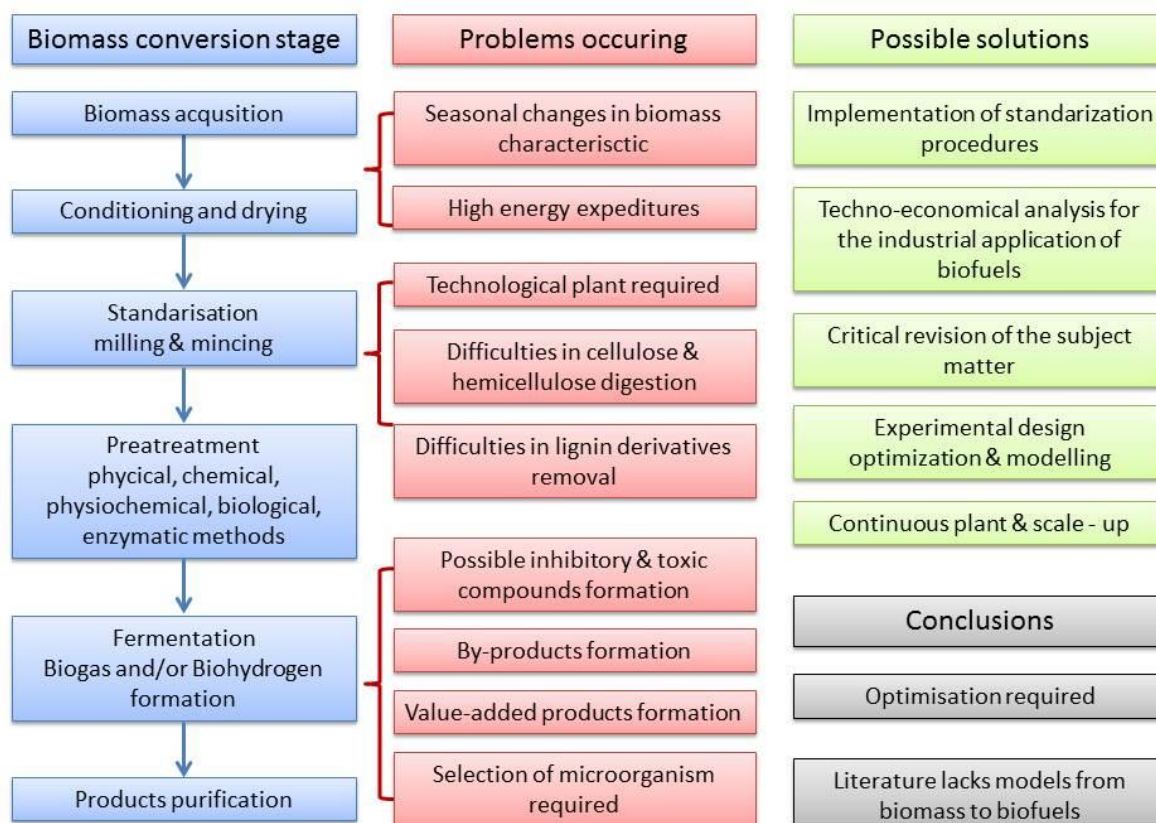 Biomass conversion stage
Biomass acqusition
Conditioning and drying
Standarisation
milling & mincing
Preatreatment
phycical, chemical,
physiochemical, biological,
enzymatic methods
Fermentation
Biogas and/or Biohydrogen
formation
Products purification
Problems occuring
Seasonal changes in biomass
characterisctic
High energy expeditures
Technological plant required
Difficulties in cellulose &
hemicellulose digestion
Difficulties in lignin derivatives
removal
Possible inhibitory & toxic
compounds formation
By-products formation
Value-added products formation
Selection of microorganism
required
Possible solutions
Implementation of standarization
procedures
Techno-economical analysis for
the industrial application of
biofuels
Critical revision of the subject
matter
Experimental design
optimization & modelling
Continuous plant & scale - up
Conclusions
Optimisation required
Literature lacks models from
biomass to biofuels